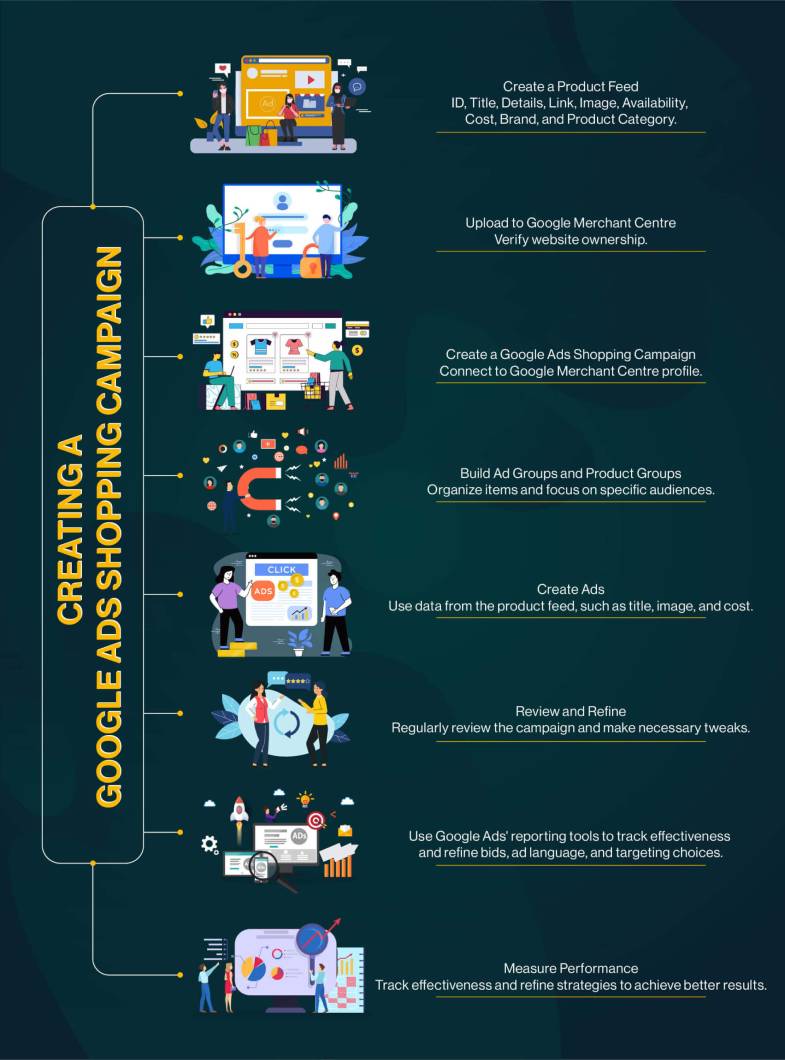 CREATING A
GOOGLE ADS SHOPPING CAMPAIGN
Ad
Create a Product Feed
ID, Title, Details, Link, Image, Availability,
Cost, Brand, and Product Category.
Upload to Google Merchant Centre
Verify website ownership.
Create a Google Ads Shopping Campaign
Connect to Google Merchant Centre profile.
Build Ad Groups and Product Groups
Organize items and focus on specific audiences.
CLICK
ADS
Create Ads
Use data from the product feed, such as title, image, and cost.
Review and Refine
Regularly review the campaign and make necessary tweaks.
ADs
Use Google Ads' reporting tools to track effectiveness
and refine bids, ad language, and targeting choices.
Measure Performance
Track effectiveness and refine strategies to achieve better results.